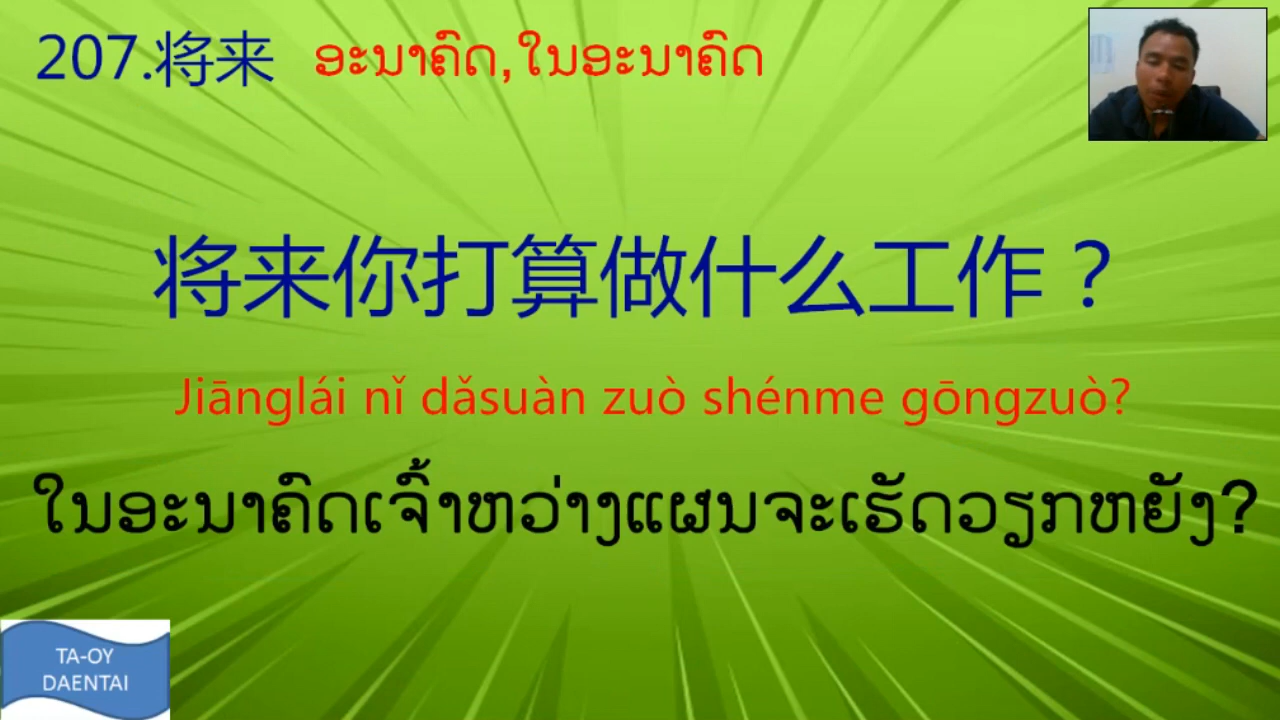 207.将来 ອະນາຄົດ,ໃນອະນາຄົດ
将来你打算做什么工作？
Jiānglái nǐ dǎsuàn zuò shénme gōngzuò?
ໃນອະນາຄົດເຈົ້າຫວ່າງແຜນຈະເຮັດວຽກຫຍັງ?
TA-OY
DAENTAI